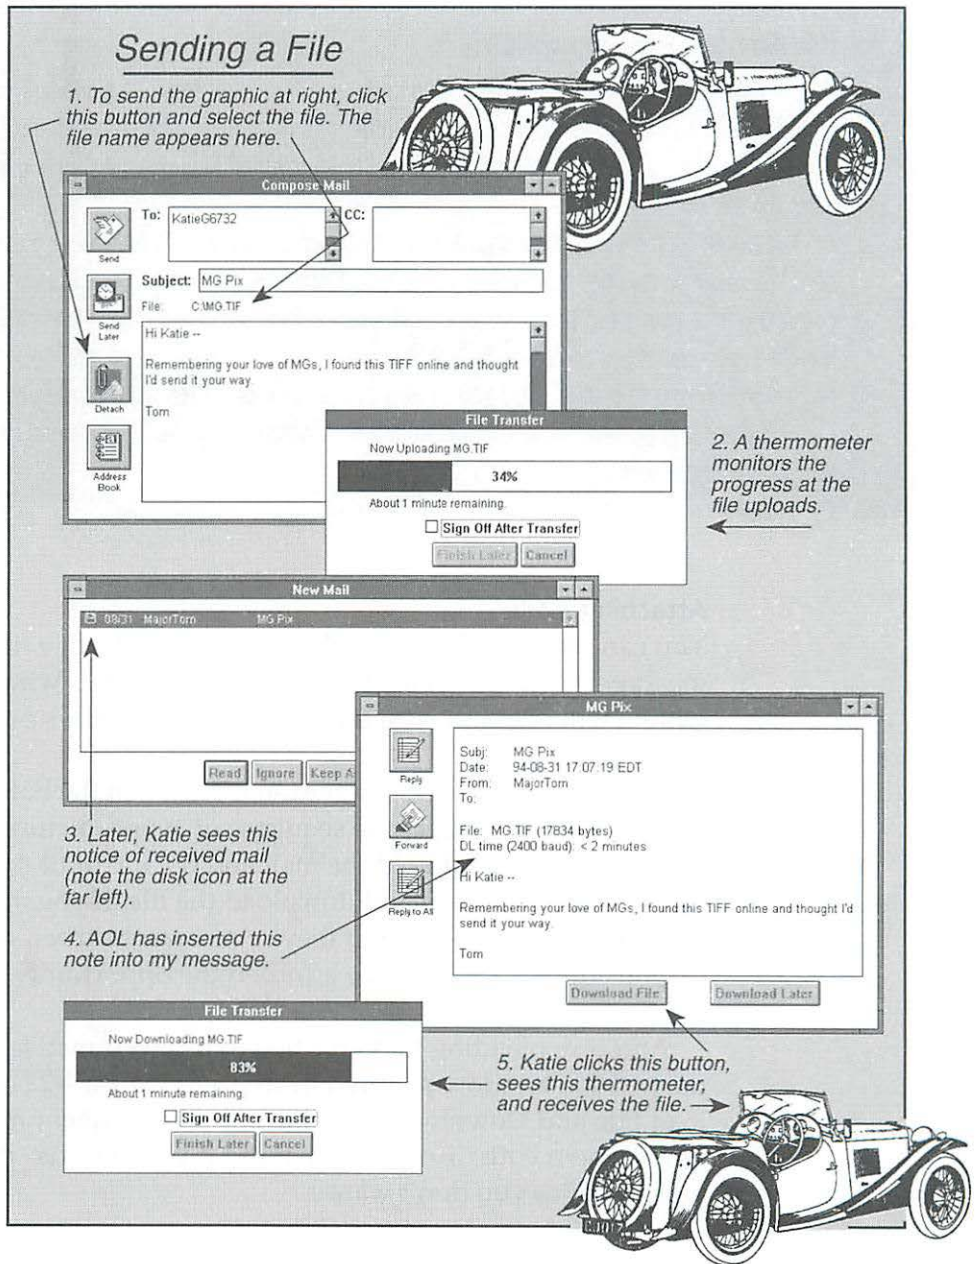 Sending a File
1. To send the graphic at right, click
this button and select the file. The
file name appears here.
Compose Mail
To: KatieG6732 CC:
Send
Subject: MG Pix
File: C:\MG.TIF
Send
Later
Hi Katie --
Remembering your love of MGs, I found this TIFF online and thought
I'd send it your way.
Tom
Detach
Address
Book
File Transfer
Now Uploading MG.TIF
34%
About 1 minute remaining.
Sign Off After Transfer
Finish Later Cancel
2. A thermometer
monitors the
progress at the
file uploads.
New Mail
08/31 MajorTom MG Pix
Read Ignore Keep As
3. Later, Katie sees this
notice of received mail
(note the disk icon at the
far left).
4. AOL has inserted this
note into my message.
MG Pix
Reply
Forward
Reply to All
Subj: MG Pix
Date: 94-08-31 17:07:19 EDT
From: MajorTom
To:
File: MG.TIF (17834 bytes)
DL time (2400 baud): < 2 minutes
Hi Katie --
Remembering your love of MGs, I found this TIFF online and thought I'd
send it your way.
Tom
Download File Download Later
File Transfer
Now Downloading MG.TIF
83%
About 1 minute remaining.
Sign Off After Transfer
Finish Later Cancel
5. Katie clicks this button,
sees this thermometer,
and receives the file.